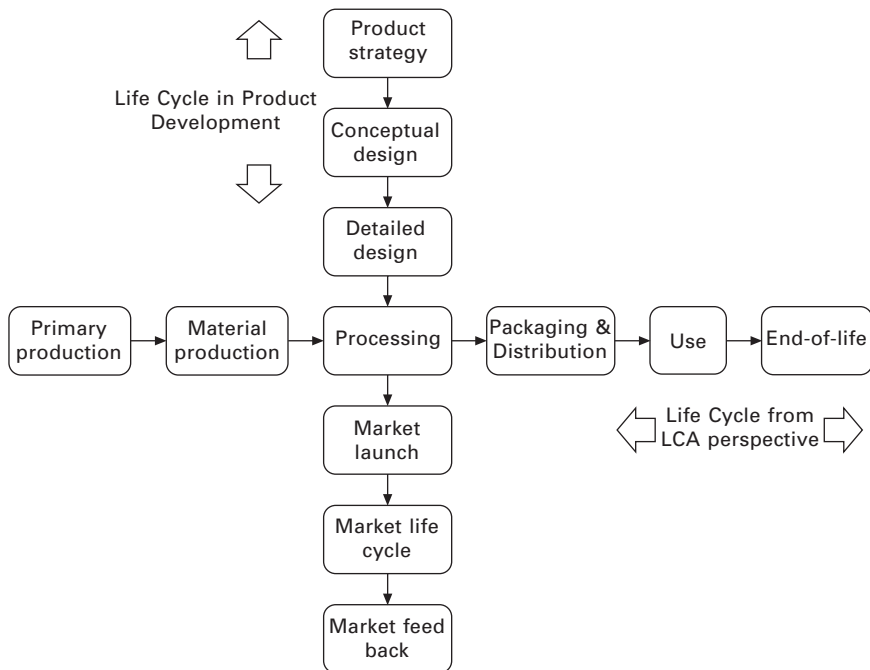 Product
strategy
Life Cycle in Product
Development
Conceptual
design
Detailed
design
Primary
production
Material
production
Processing
Packaging &
Distribution
Use
End-of-life
Market
launch
Life Cycle from
LCA perspective
Market life
cycle
Market feed
back